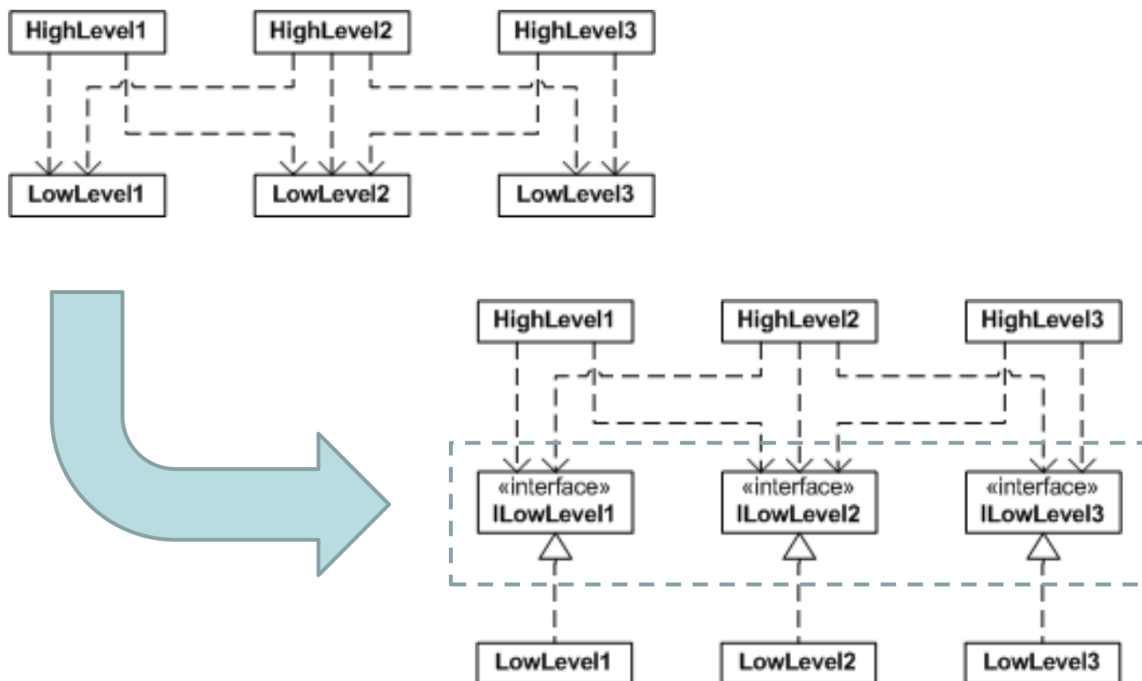 HighLevel1 HighLevel2 HighLevel3
LowLevel1 LowLevel2 LowLevel3
HighLevel1 HighLevel2 HighLevel3
«interface» «interface» «interface»
ILowLevel1 ILowLevel2 ILowLevel3
LowLevel1 LowLevel2 LowLevel3